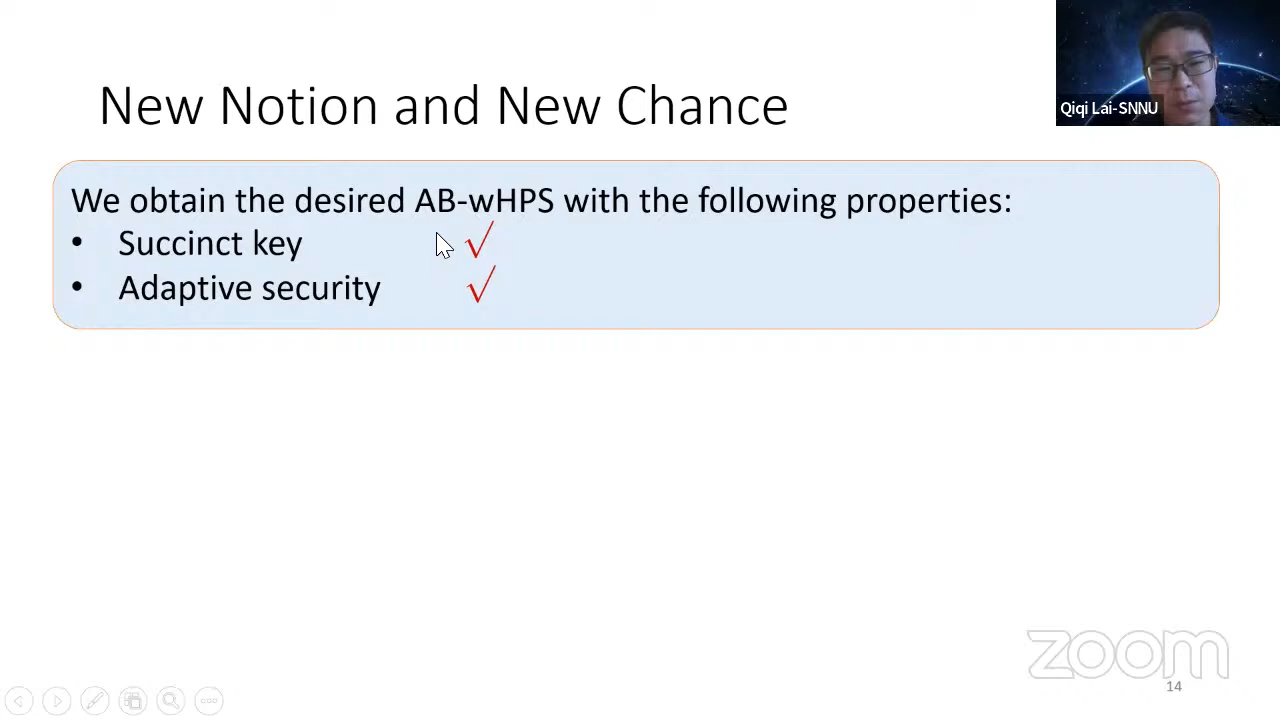 New Notion and New Chance
Qiqi Lai-SNNU
We obtain the desired AB-wHPS with the following properties:
• Succinct key √
• Adaptive security √
zoom
14